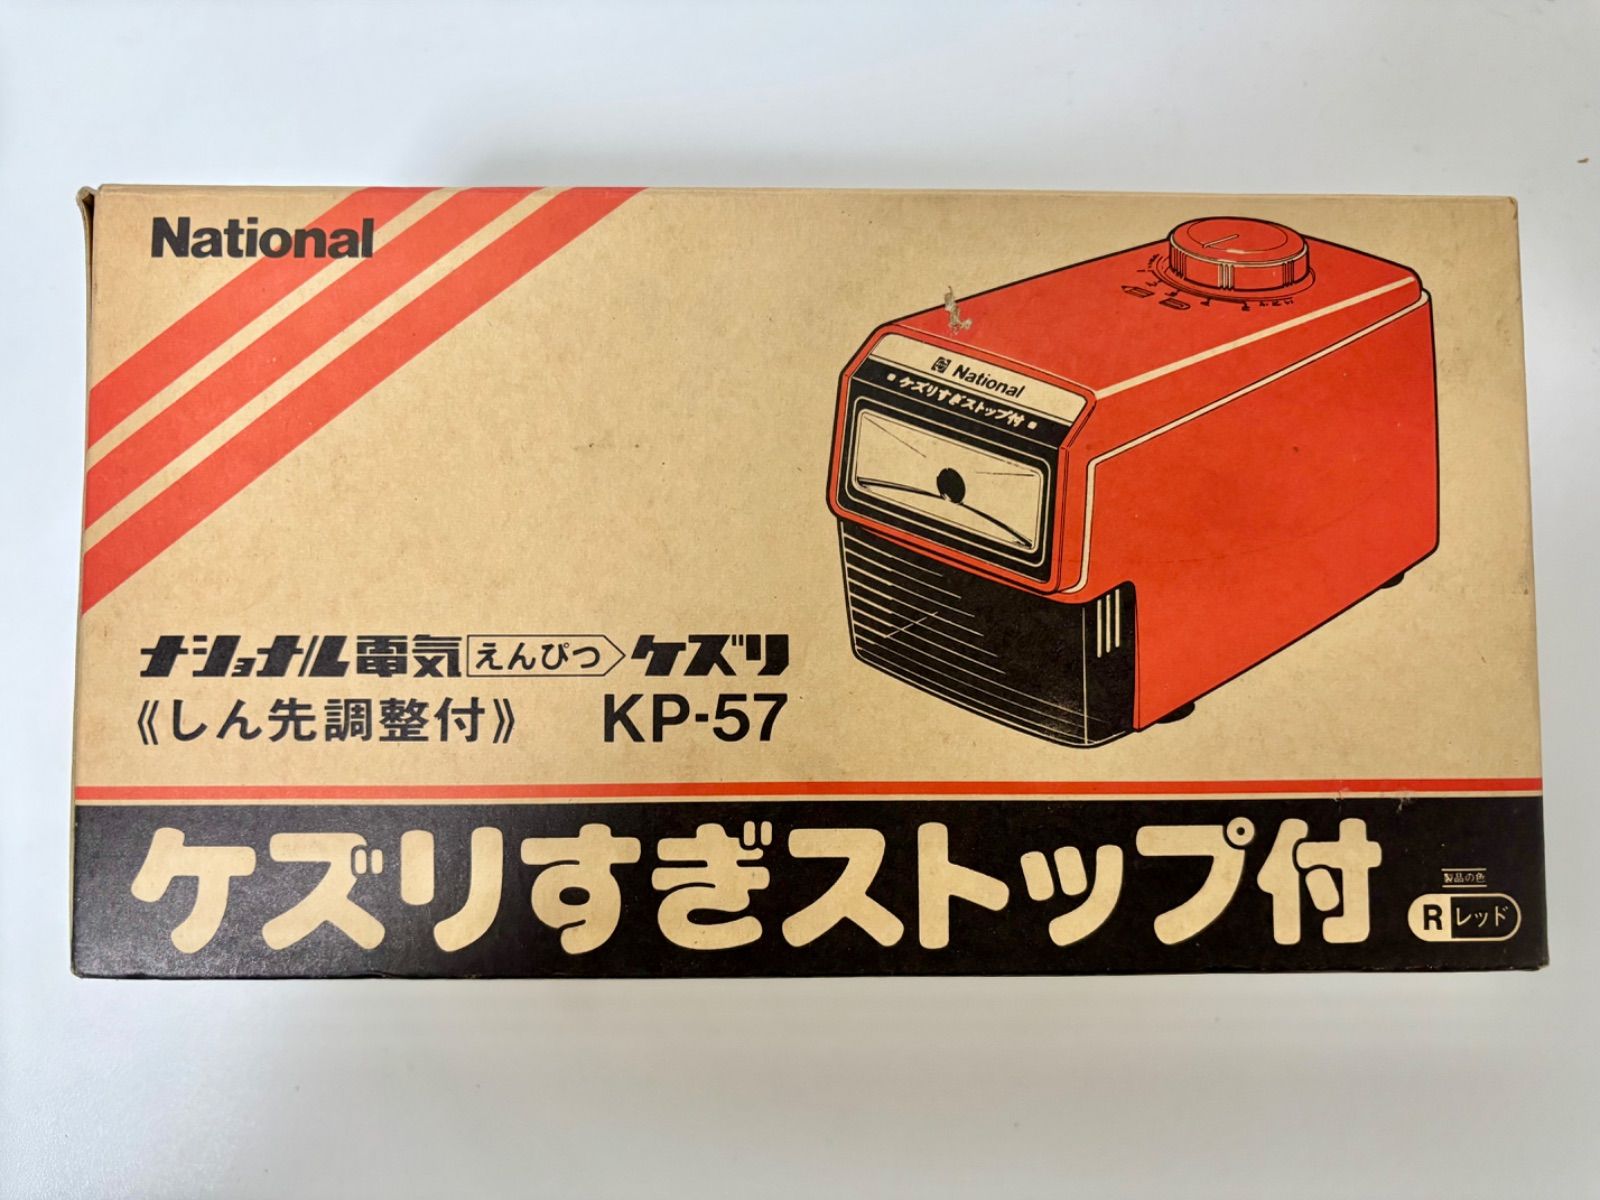 National
National
ケズリすぎストップ付
ナショナル電気えんぴつケズリ
《しん先調整付》 KP-57
ケズリすぎストップ付
製品の色
R レッド